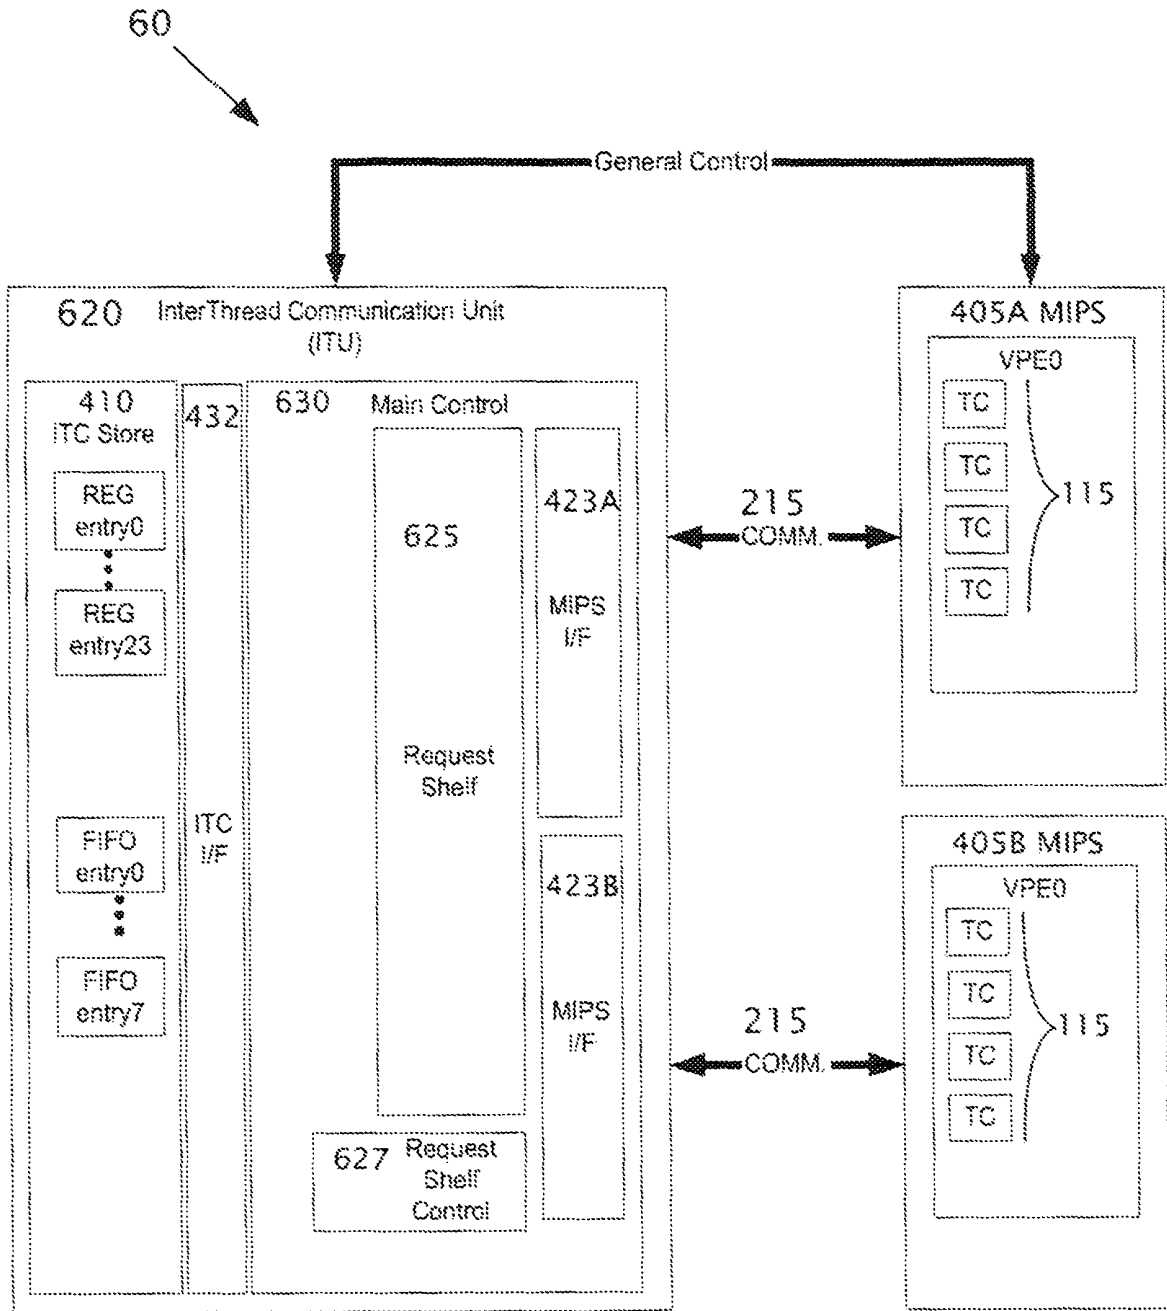 60
General Control
620 InterThread Communication Unit
(ITU)
410
ITC Store
REG
entry0
REG
entry23
FIFO
entry0
FIFO
entry7
432
ITC
I/F
630 Main Control
625
Request
Shelf
627 Request
Shelf
Control
423A
MIPS
I/F
423B
MIPS
I/F
215
COMM.
215
COMM.
405A MIPS
VPE0
TC
TC
TC
TC
115
405B MIPS
VPE0
TC
TC
TC
TC
115